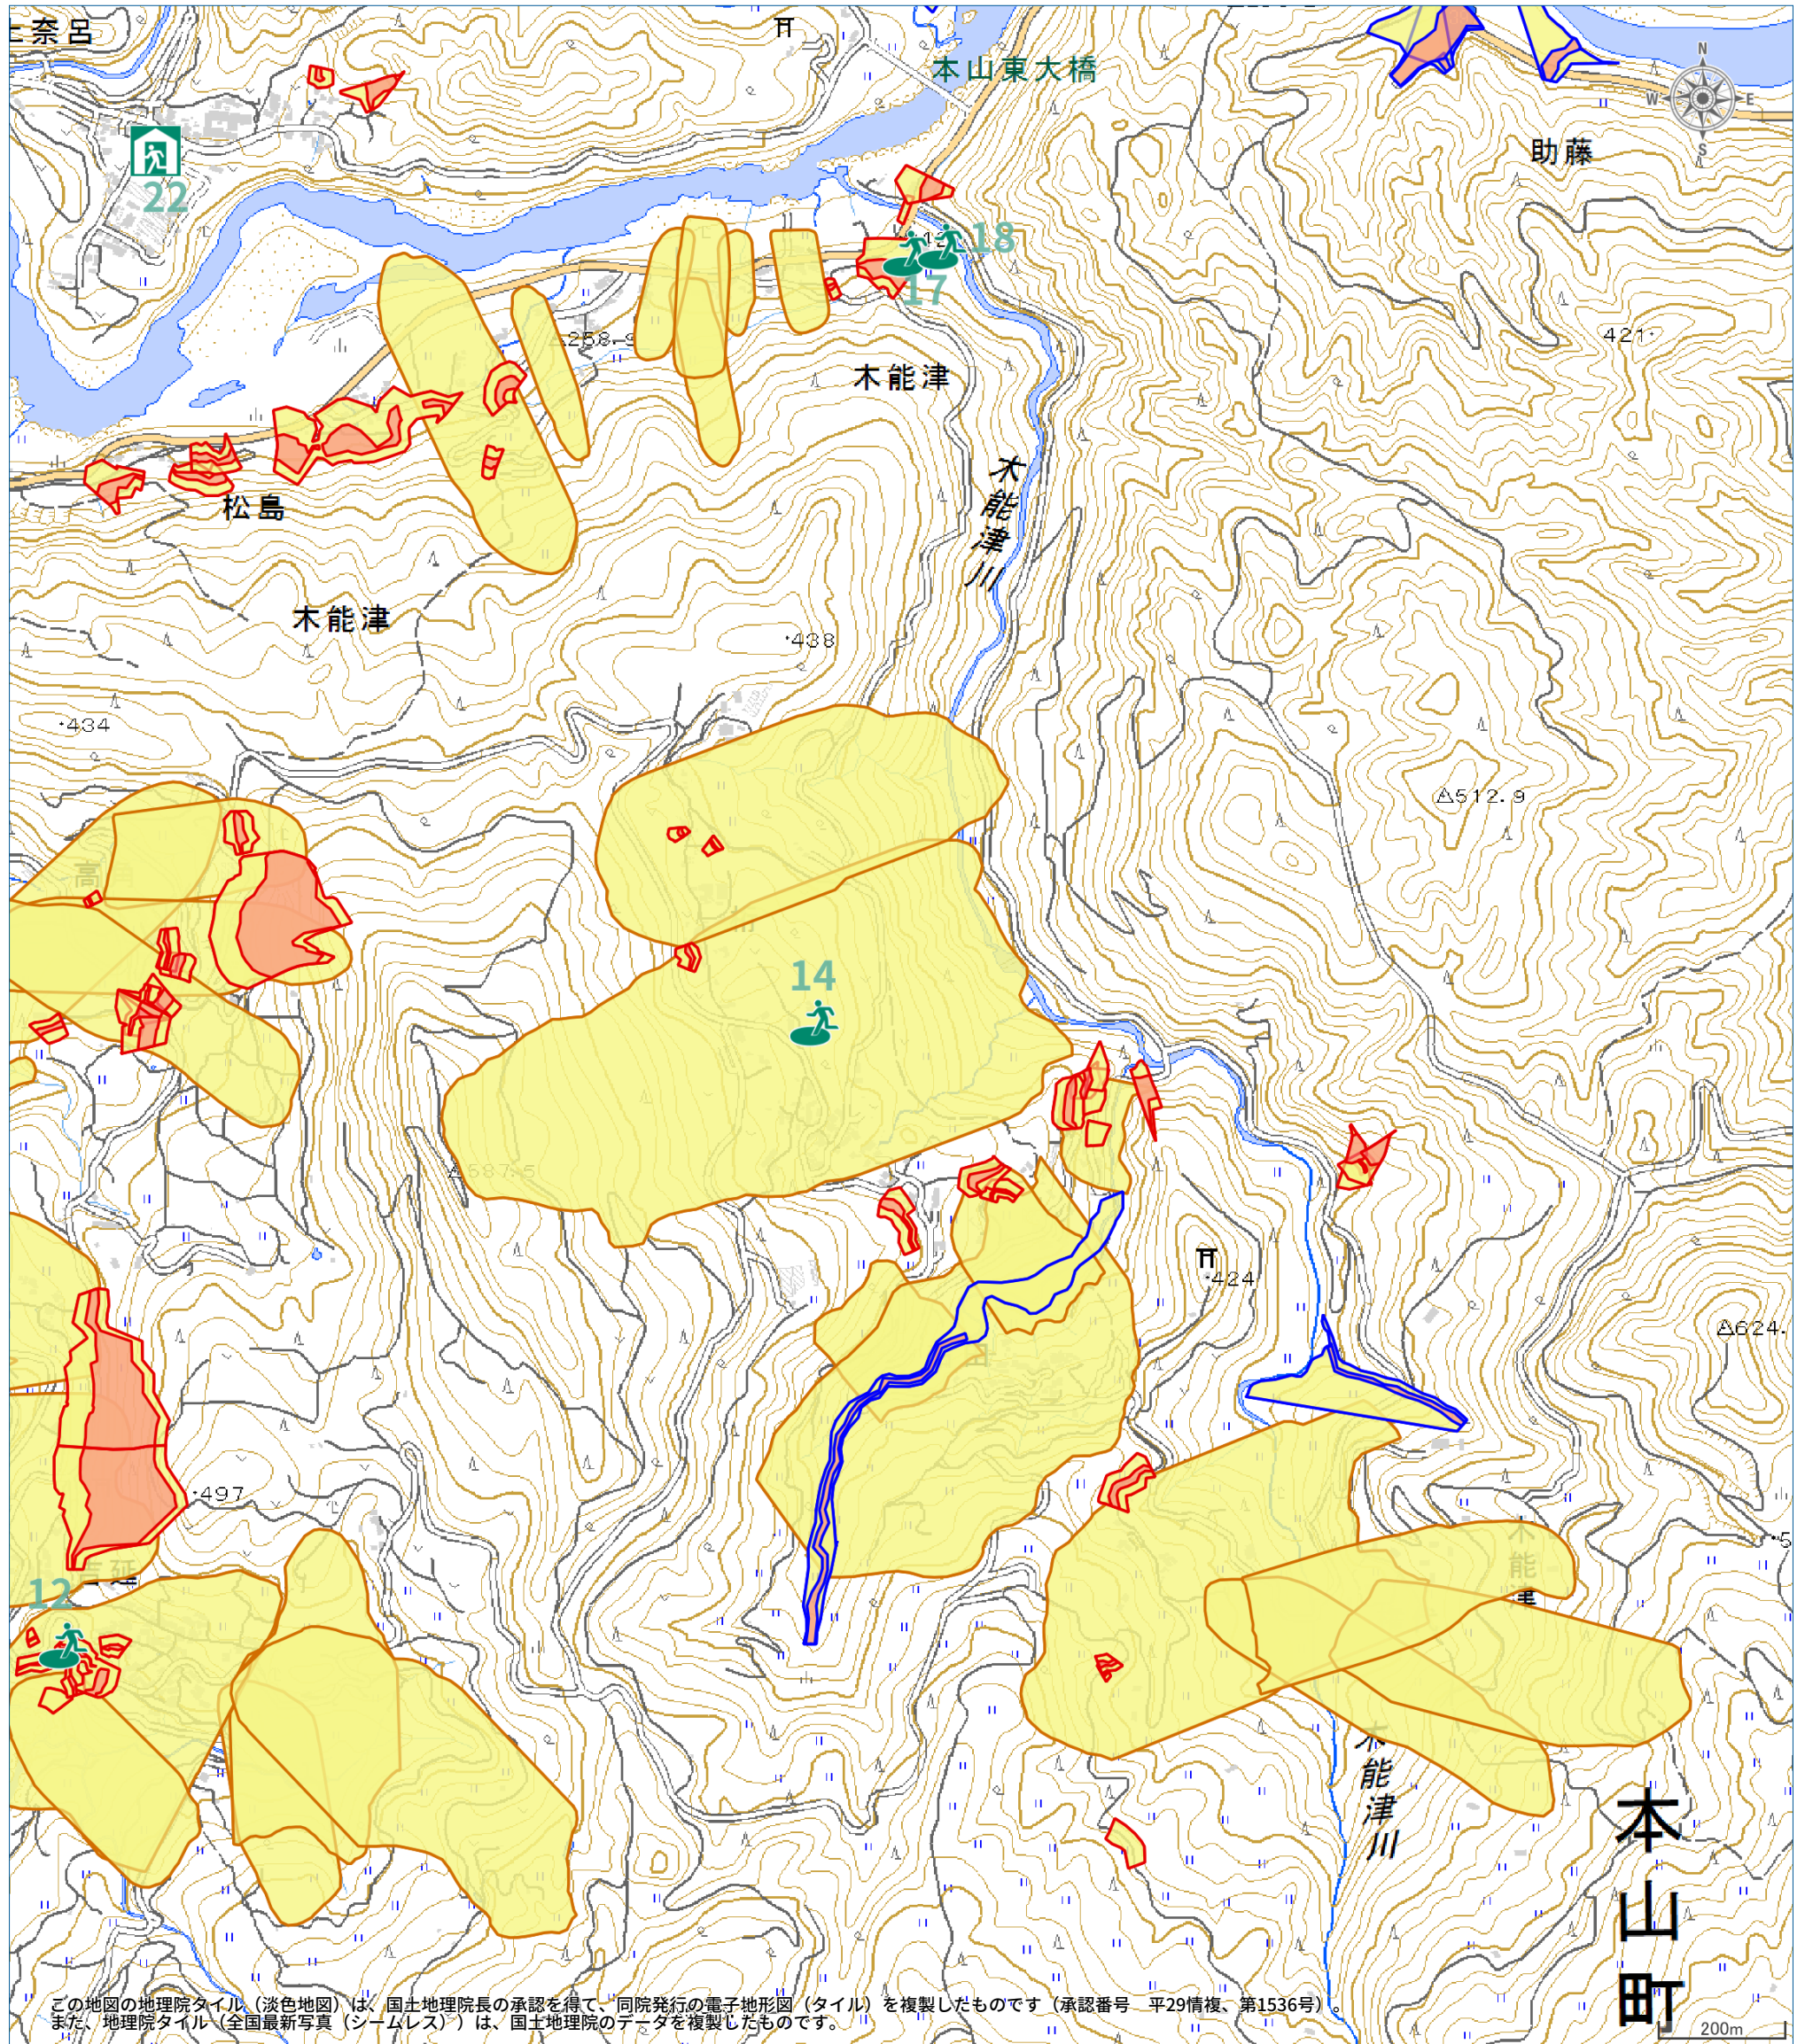 奈呂
本山東大橋
N
W E
S
助藤
22
18
17
258.9
421
木能津
木能津川
松島
木能津
438
434
512.9
高
14
587.5
424
624.
497
木能津
12
吉延
木能津川
本山町
この地図の地理院タイル(淡色地図)は、国土地理院長の承認を得て、同院発行の電子地形図(タイル)を複製したものです(承認番号 平29情複、第1536号)。
また、地理院タイル(全国最新写真(シームレス))は、国土地理院のデータを複製したものです。
200m